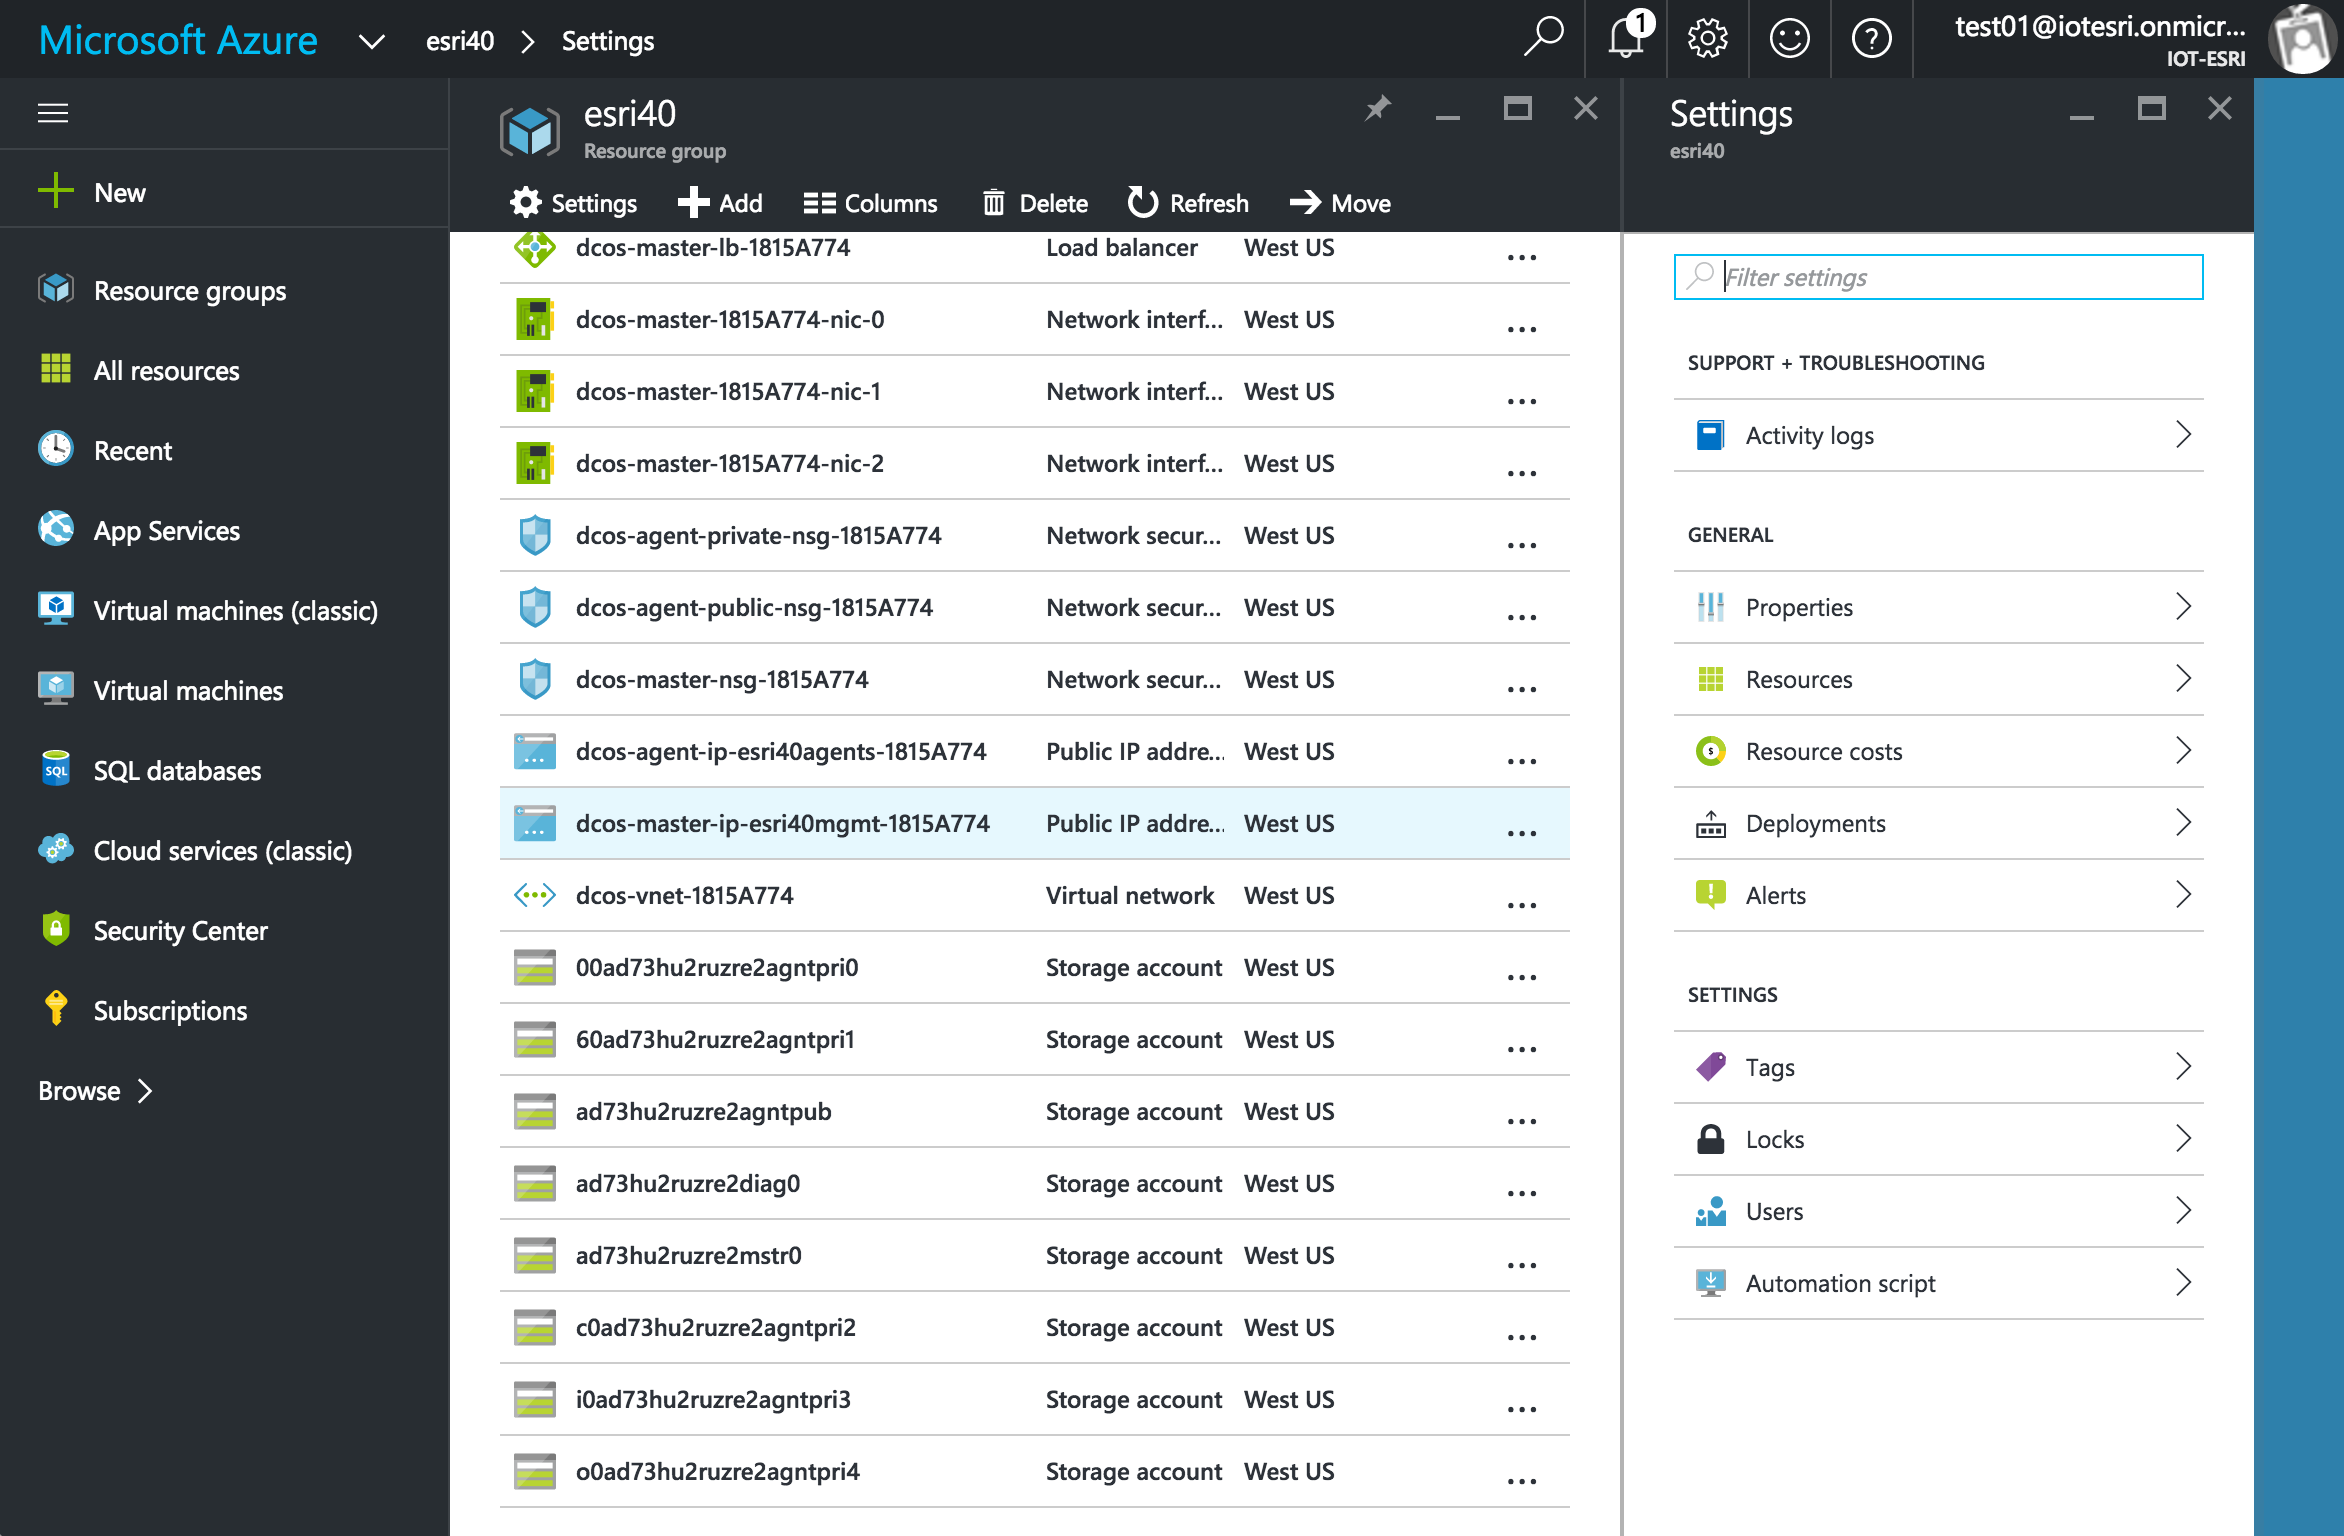 Microsoft Azure esri40 Settings 1 test01@iotesri.onmicr...
IOT-ESRI
New
Resource groups
All resources
Recent
App Services
Virtual machines (classic)
Virtual machines
SQL databases
Cloud services (classic)
Security Center
Subscriptions
Browse
esri40
Resource group
Settings Add Columns Delete Refresh Move
dcos-master-lb-1815A774 Load balancer West US ...
dcos-master-1815A774-nic-0 Network interf... West US ...
dcos-master-1815A774-nic-1 Network interf... West US ...
dcos-master-1815A774-nic-2 Network interf... West US ...
dcos-agent-private-nsg-1815A774 Network secur... West US ...
dcos-agent-public-nsg-1815A774 Network secur... West US ...
dcos-master-nsg-1815A774 Network secur... West US ...
dcos-agent-ip-esri40agents-1815A774 Public IP addre... West US ...
dcos-master-ip-esri40mgmt-1815A774 Public IP addre... West US ...
dcos-vnet-1815A774 Virtual network West US ...
00ad73hu2ruzre2agntpri0 Storage account West US ...
60ad73hu2ruzre2agntpri1 Storage account West US ...
ad73hu2ruzre2agntpub Storage account West US ...
ad73hu2ruzre2diag0 Storage account West US ...
ad73hu2ruzre2mstr0 Storage account West US ...
c0ad73hu2ruzre2agntpri2 Storage account West US ...
i0ad73hu2ruzre2agntpri3 Storage account West US ...
o0ad73hu2ruzre2agntpri4 Storage account West US ...
Settings
esri40
Filter settings
SUPPORT + TROUBLESHOOTING
Activity logs
GENERAL
Properties
Resources
Resource costs
Deployments
Alerts
SETTINGS
Tags
Locks
Users
Automation script